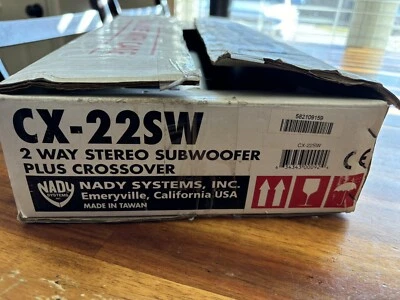 CX-22SW
2 WAY STEREO SUBWOOFER
PLUS CROSSOVER
NADY SYSTEMS, INC.
Emeryville, California USA
MADE IN TAIWAN
NADY
SYSTEMS
582109159
CX-22SW
CE